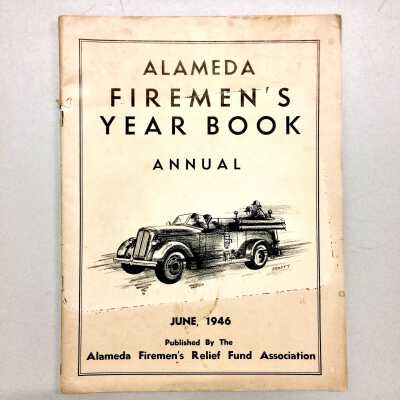 ALAMEDA
FIREMEN'S
YEAR BOOK
ANNUAL
JUNE, 1946
Published By The
Alameda Firemen's Relief Fund Association